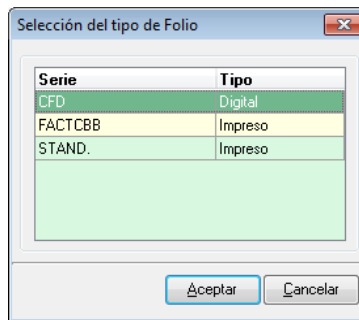 Selección del tipo de Folio
Serie Tipo
CFD Digital
FACTCBB Impreso
STAND. Impreso
Aceptar Cancelar